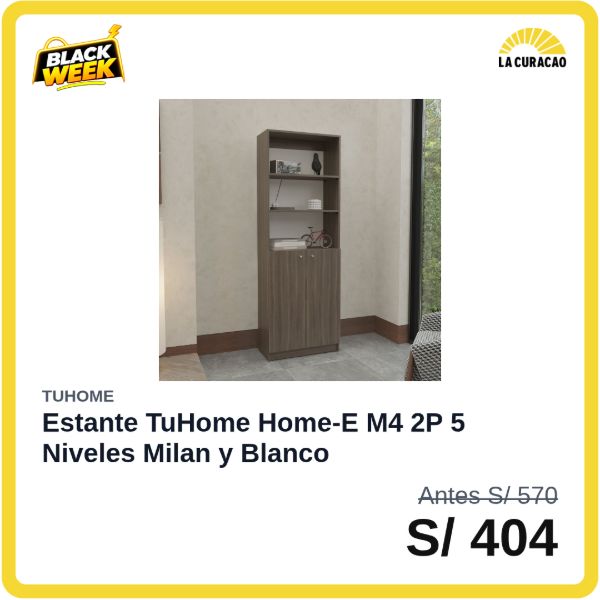 BLACK
WEEK
LA CURACAO
TUHOME
Estante TuHome Home-E M4 2P 5
Niveles Milan y Blanco
Antes S/ 570
S/ 404